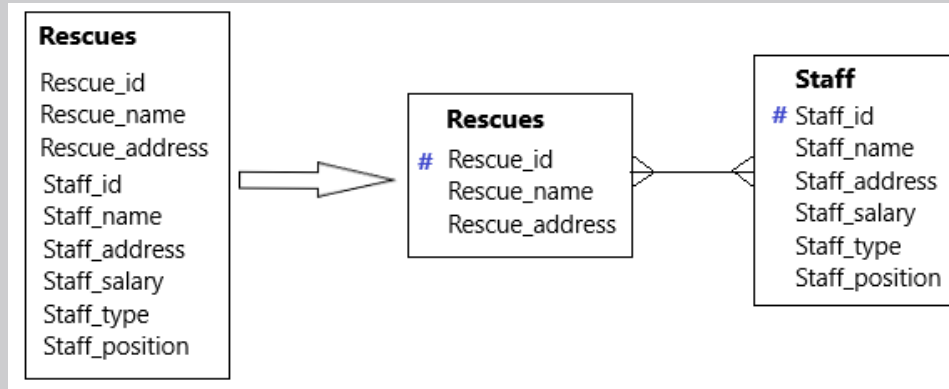 Rescues
Rescue_id
Rescue_name
Rescue_address
Staff_id
Staff_name
Staff_address
Staff_salary
Staff_type
Staff_position
Rescues
# Rescue_id
Rescue_name
Rescue_address
Staff
# Staff_id
Staff_name
Staff_address
Staff_salary
Staff_type
Staff_position